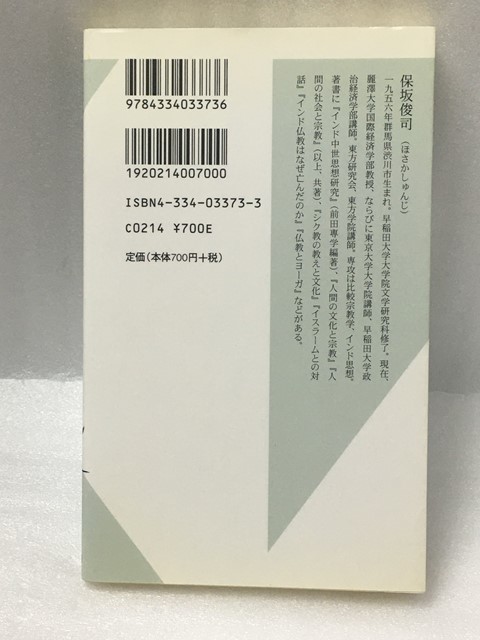 9784334033736
1920214007000
ISBN4-334-03373-3
C0214 ¥700E
定価(本体700円+税)
保坂俊司(ほさかしゅんじ)
一九五六年群馬県渋川市生まれ。早稲田大学大学院文学研究科修了。現在、
麗澤大学国際経済学部教授、ならびに東京大学大学院講師、早稲田大学政
治経済学部講師。東方研究会、東方学院講師。専攻は比較宗教学、インド思想。
著書に『インド中世思想研究』(前田専学編著)、『人間の文化と宗教』『人
間の社会と宗教』(以上、共著)、『シク教の教えと文化』『イスラームとの対
話』『インド仏教はなぜ亡んだのか』『仏教とヨーガ』などがある。